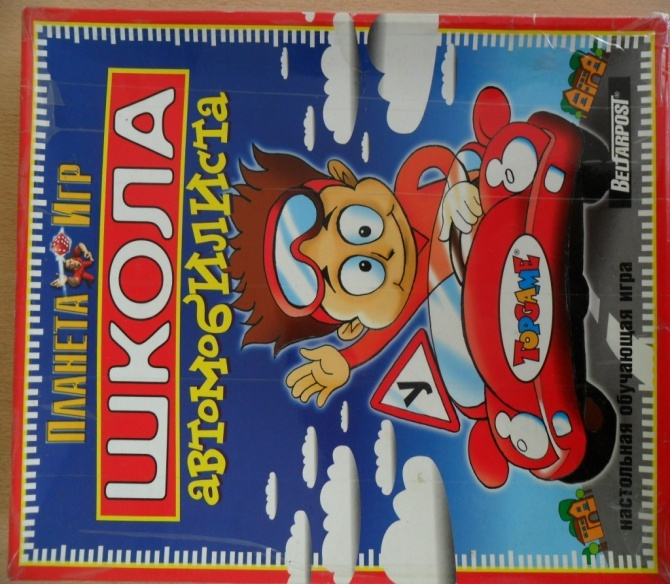 ПЛАНЕТА ИГР
ШКОЛА
автомобилиста
У
TOPGAME®
BELTARPOST®
настольная обучающая игра